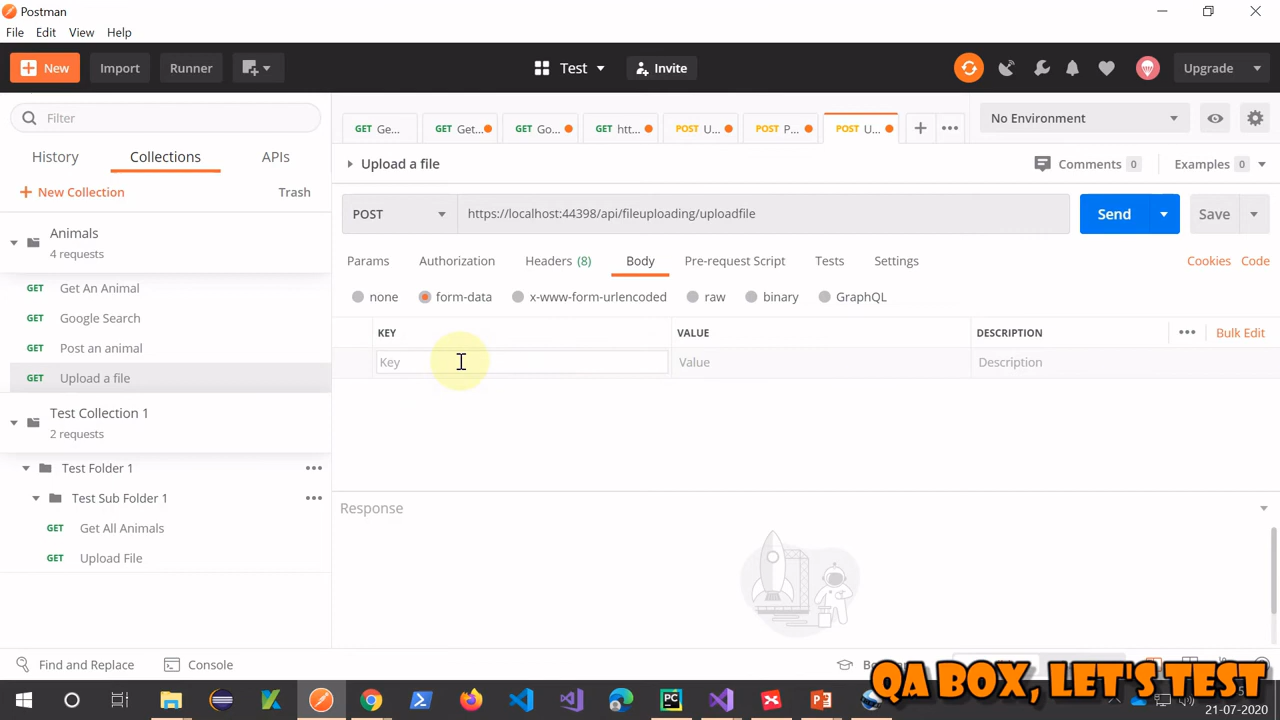 Postman
File Edit View Help
New Import Runner Test Invite Upgrade
Filter
History Collections APIs
+ New Collection Trash
Animals
4 requests
GET Get An Animal
GET Google Search
GET Post an animal
GET Upload a file
Test Collection 1
2 requests
Test Folder 1
Test Sub Folder 1
GET Get All Animals
GET Upload File
GET Ge... GET Get... GET Go... GET htt... POST U... POST P... POST U... No Environment
Upload a file Comments 0 Examples 0
POST https://localhost:44398/api/fileuploading/uploadfile Send Save
Params Authorization Headers (8) Body Pre-request Script Tests Settings Cookies Code
none form-data x-www-form-urlencoded raw binary GraphQL
KEY VALUE DESCRIPTION Bulk Edit
Key Value Description
Response
Find and Replace Console
QA BOX, LET'S TEST
21-07-2020